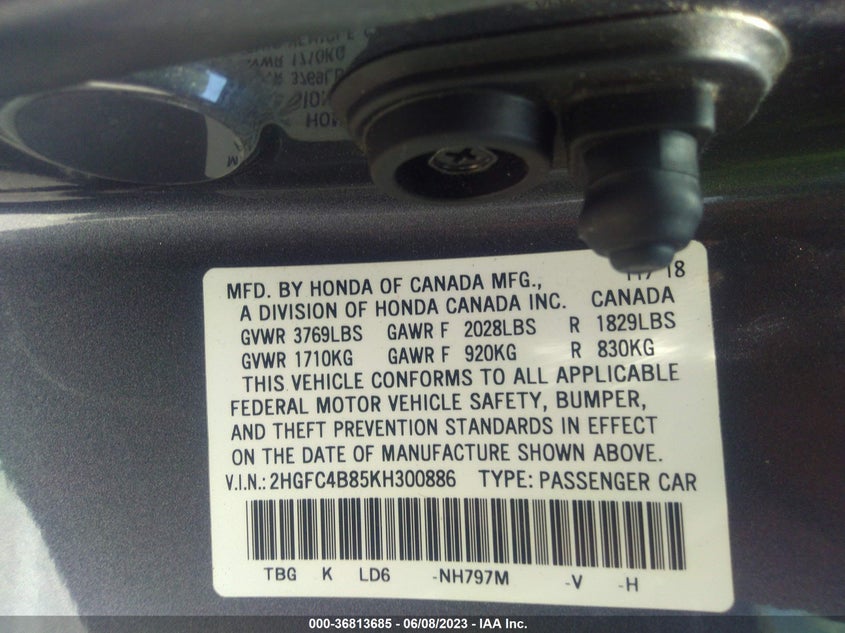 MFD. BY HONDA OF CANADA MFG.,
A DIVISION OF HONDA CANADA INC. CANADA
GVWR 3769LBS GAWR F 2028LBS R 1829LBS
GVWR 1710KG GAWR F 920KG R 830KG
THIS VEHICLE CONFORMS TO ALL APPLICABLE
FEDERAL MOTOR VEHICLE SAFETY, BUMPER,
AND THEFT PREVENTION STANDARDS IN EFFECT
ON THE DATE OF MANUFACTURE SHOWN ABOVE.
V.I.N.: 2HGFC4B85KH300886 TYPE: PASSENGER CAR
TBG K LD6 -NH797M -V -H
000-36813685 - 06/08/2023 - IAA Inc.